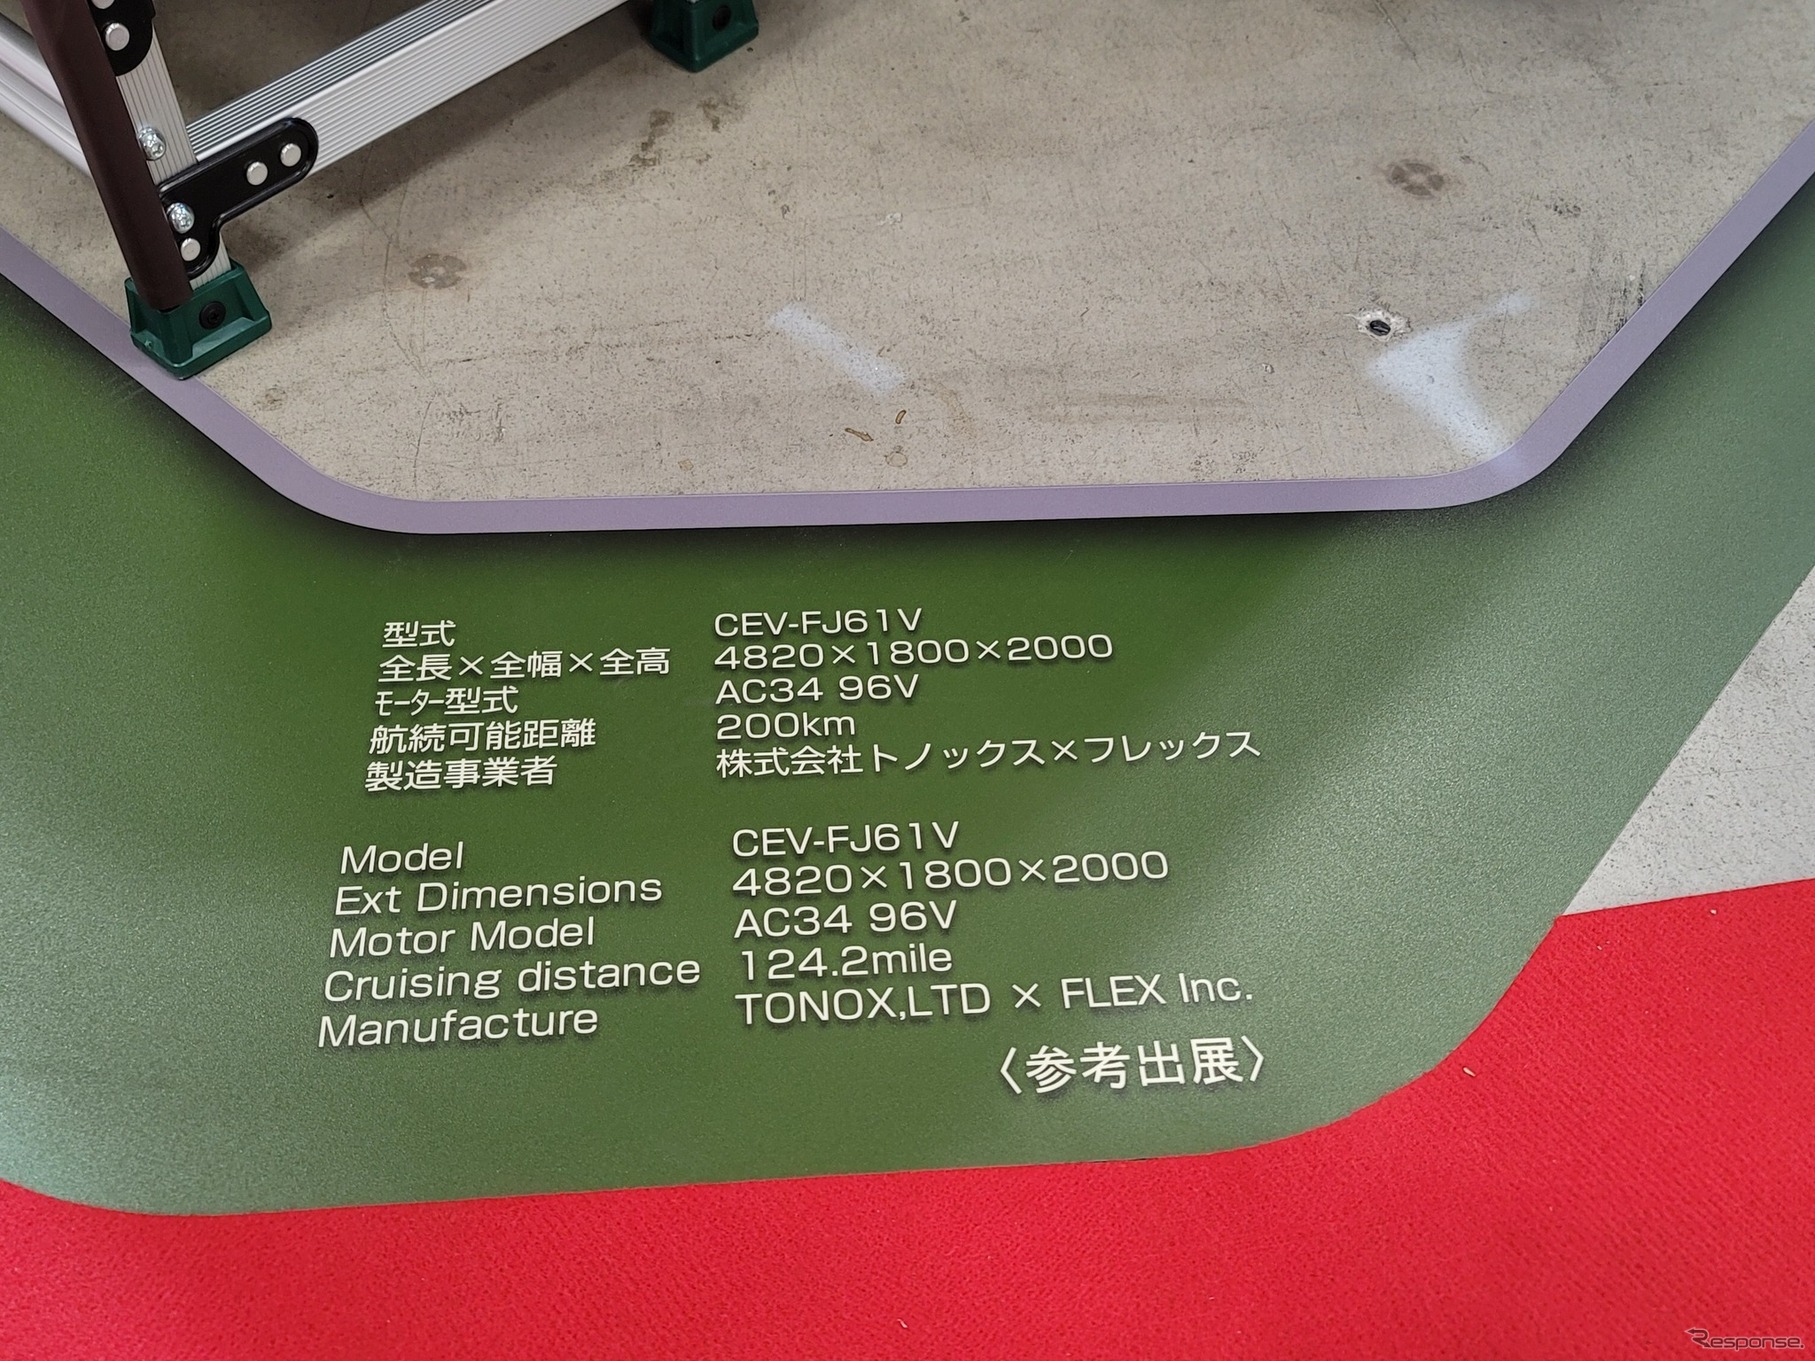 型式 CEV-FJ61V
全長×全幅×全高 4820×1800×2000
ﾓｰﾀｰ型式 AC34 96V
航続可能距離 200km
製造事業者 株式会社トノックス×フレックス
Model CEV-FJ61V
Ext Dimensions 4820×1800×2000
Motor Model AC34 96V
Cruising distance 124.2mile
Manufacture TONOX,LTD × FLEX Inc.
〈参考出展〉
Response.